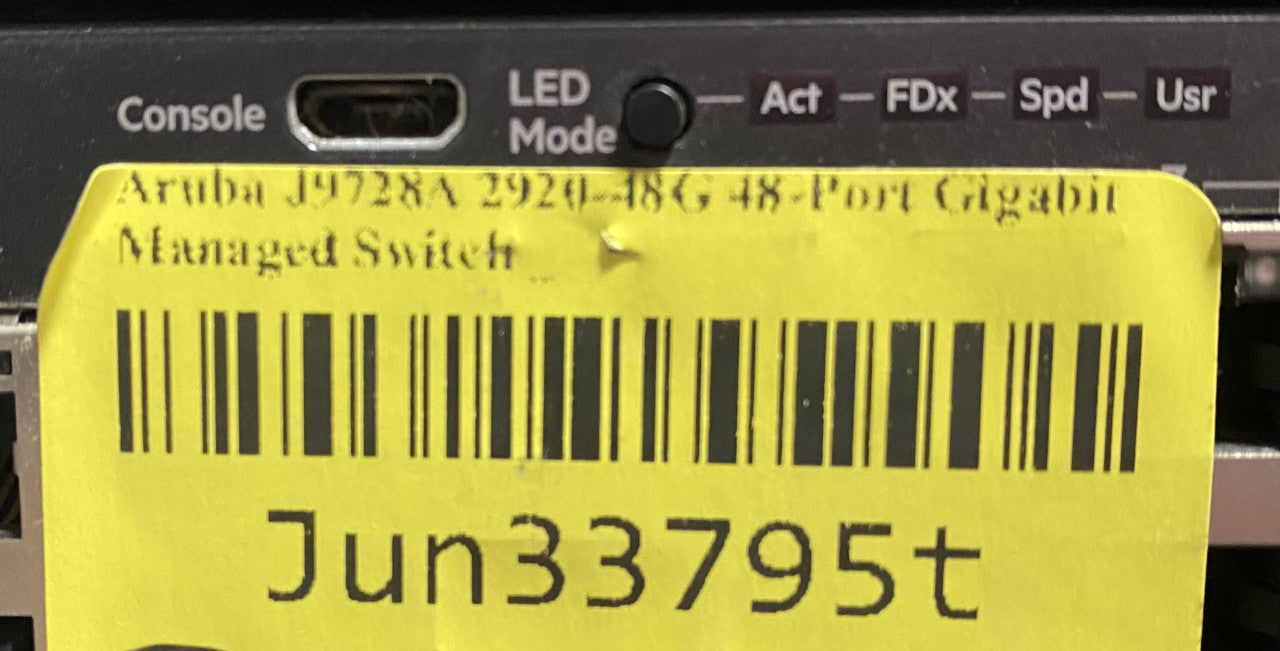 Console
LED Mode
Act FDx Spd Usr
Aruba J9728A 2920-48G 48-Port Gigabit
Managed Switch
Jun33795t